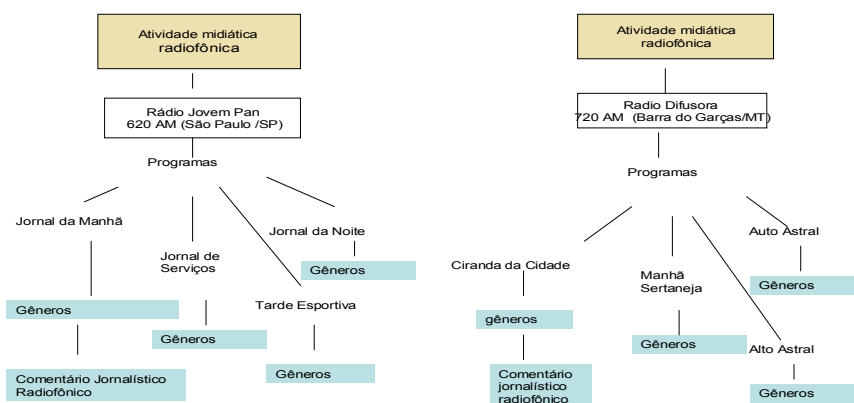 Atividade midiática
radiofônica
Rádio Jovem Pan
620 AM (São Paulo /SP)
Programas
Jornal da Manhã
Gêneros
Comentário Jornalístico
Radiofônico
Jornal de
Serviços
Gêneros
Tarde Esportiva
Gêneros
Jornal da Noite
Gêneros
Atividade midiática
radiofônica
Radio Difusora
720 AM (Barra do Garças/MT)
Programas
Ciranda da Cidade
gêneros
Comentário
jornalístico
radiofônico
Manhã
Sertaneja
Gêneros
Alto Astral
Gêneros
Auto Astral
Gêneros